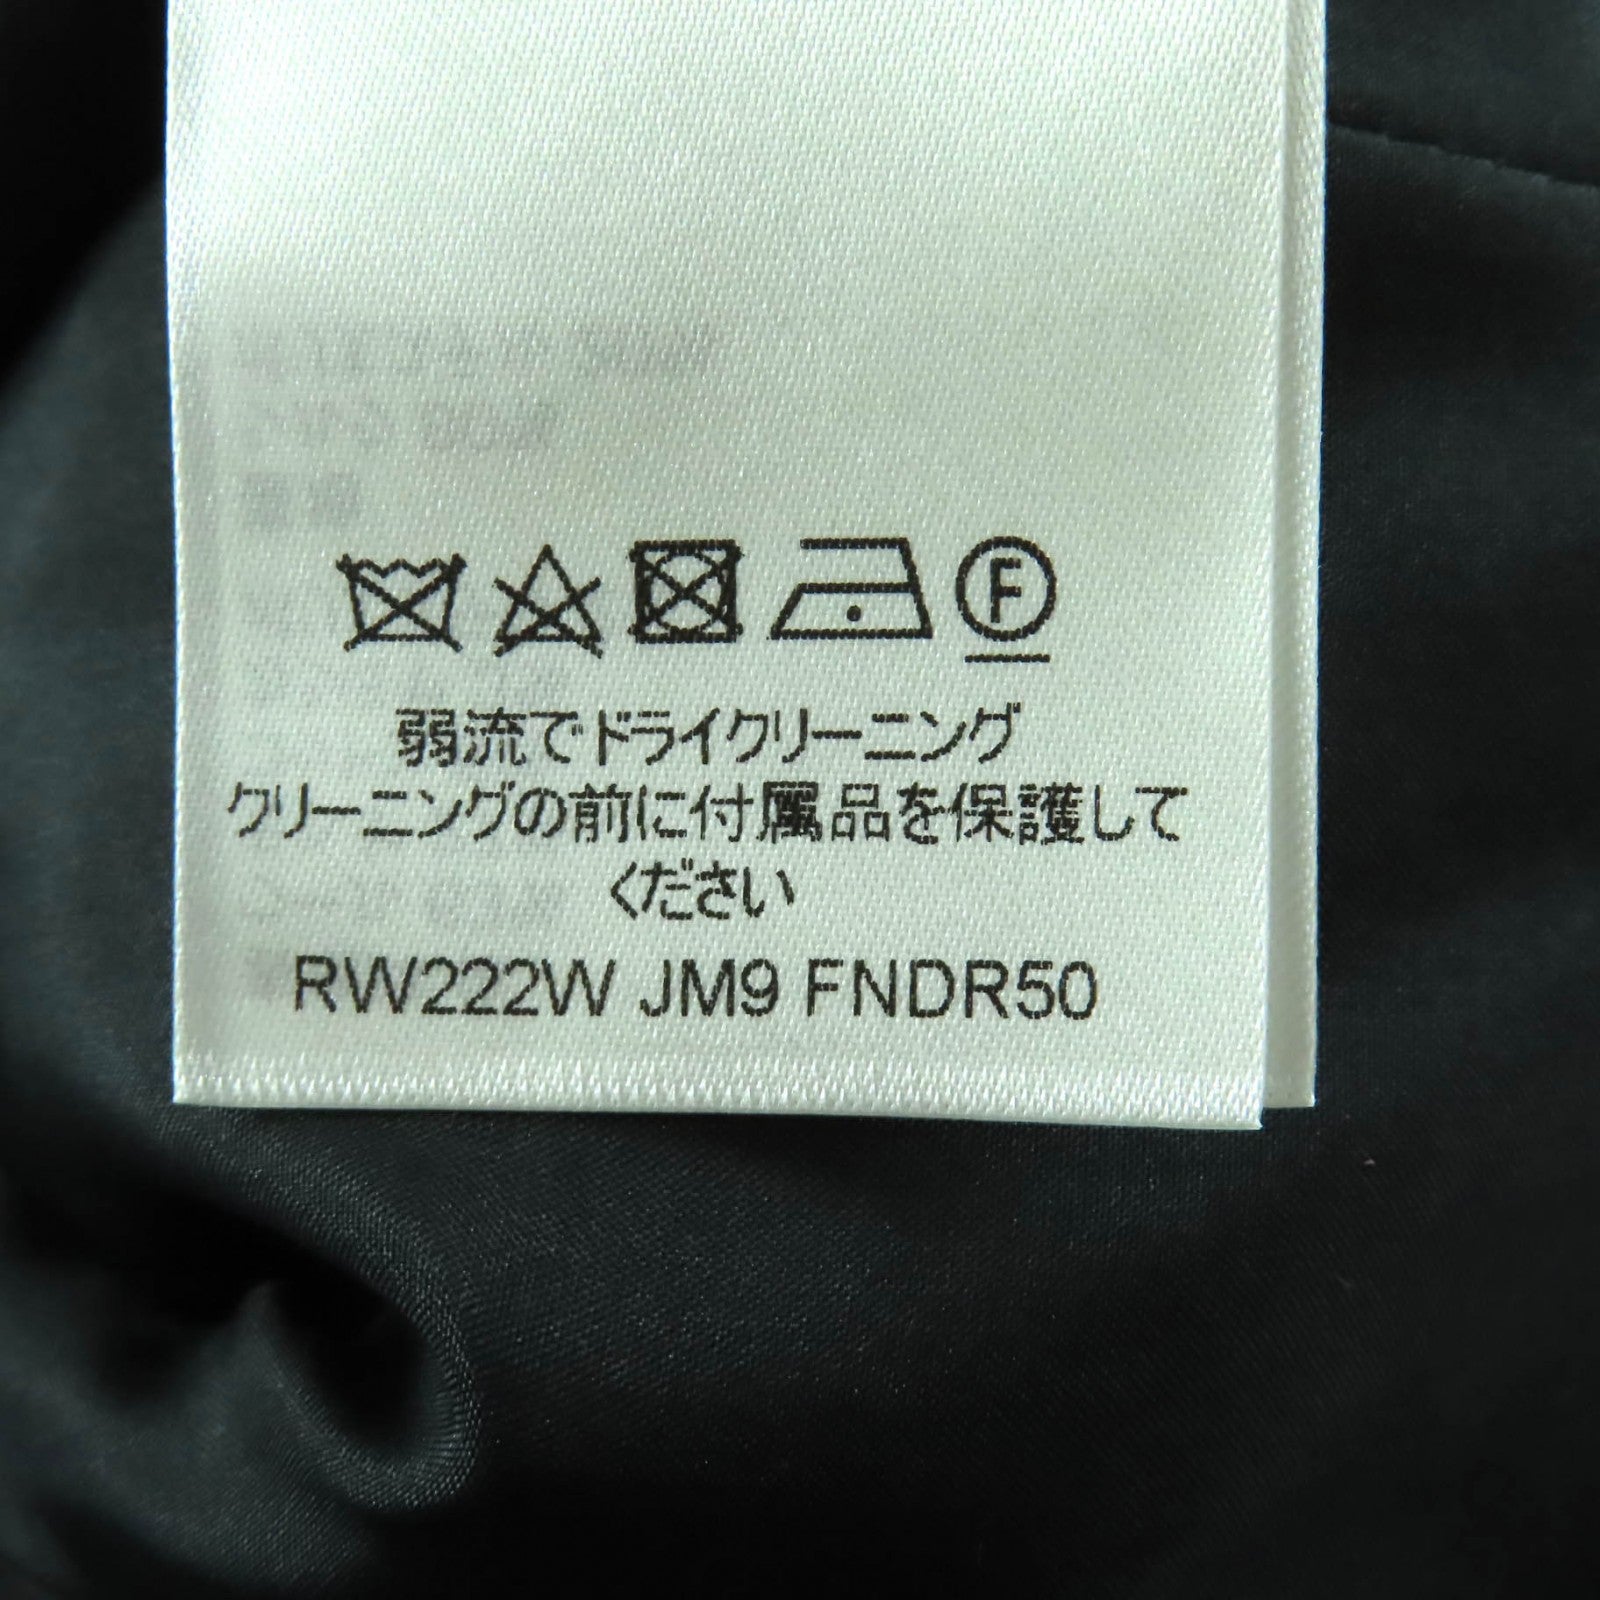 F
弱流でドライクリーニング
クリーニングの前に付属品を保護して
ください
RW222W JM9 FNDR50